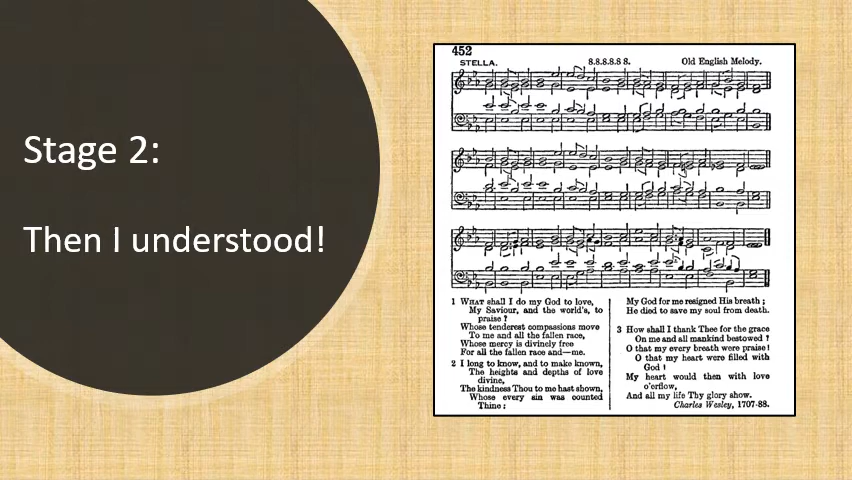 Stage 2:
Then I understood!
452
STELLA. 8.8.8.8.8 8. Old English Melody.
1 WHAT shall I do my God to love,
My Saviour, and the world's, to
praise ?
Whose tenderest compassions move
To me and all the fallen race,
Whose mercy is divinely free
For all the fallen race and—me.
2 I long to know, and to make known,
The heights and depths of love
divine,
The kindness Thou to me hast shown,
Whose every sin was counted
Thine :
My God for me resigned His breath ;
He died to save my soul from death.
3 How shall I thank Thee for the grace
On me and all mankind bestowed ?
O that my every breath were praise !
O that my heart were filled with
God !
My heart would then with love
o'erflow,
And all my life Thy glory show.
Charles Wesley, 1707-88.